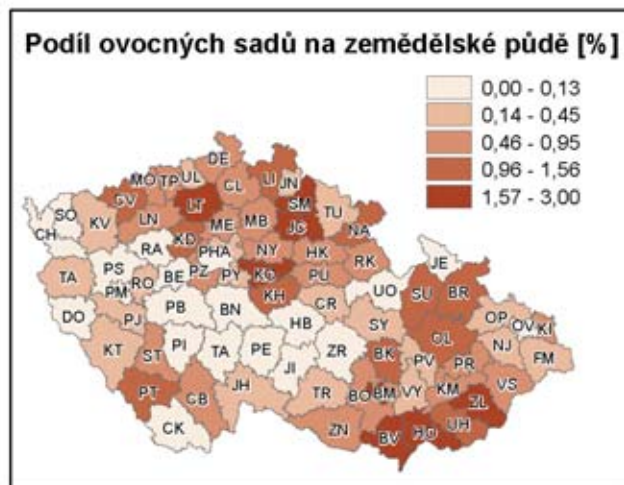 Podíl ovocných sadů na zemědělské půdě [%]
0,00 - 0,13
0,14 - 0,45
0,46 - 0,95
0,96 - 1,56
1,57 - 3,00
DE
MO TP UL LI JN
CV LT CL SM TU
SO KV LN ME MB JC NA
CH RA KD PHA NY HK RK JE
TA PS BE PZ PY KO PU UO SU BR
PM RO KH OP OV KI
DO PJ PB BN CR SY OL NJ
KT ST PI TA PE HB ZR BK PV PR FM
JI
PT CB JH TR BO BM VY KM ZL VS
CK ZN BV HO UH